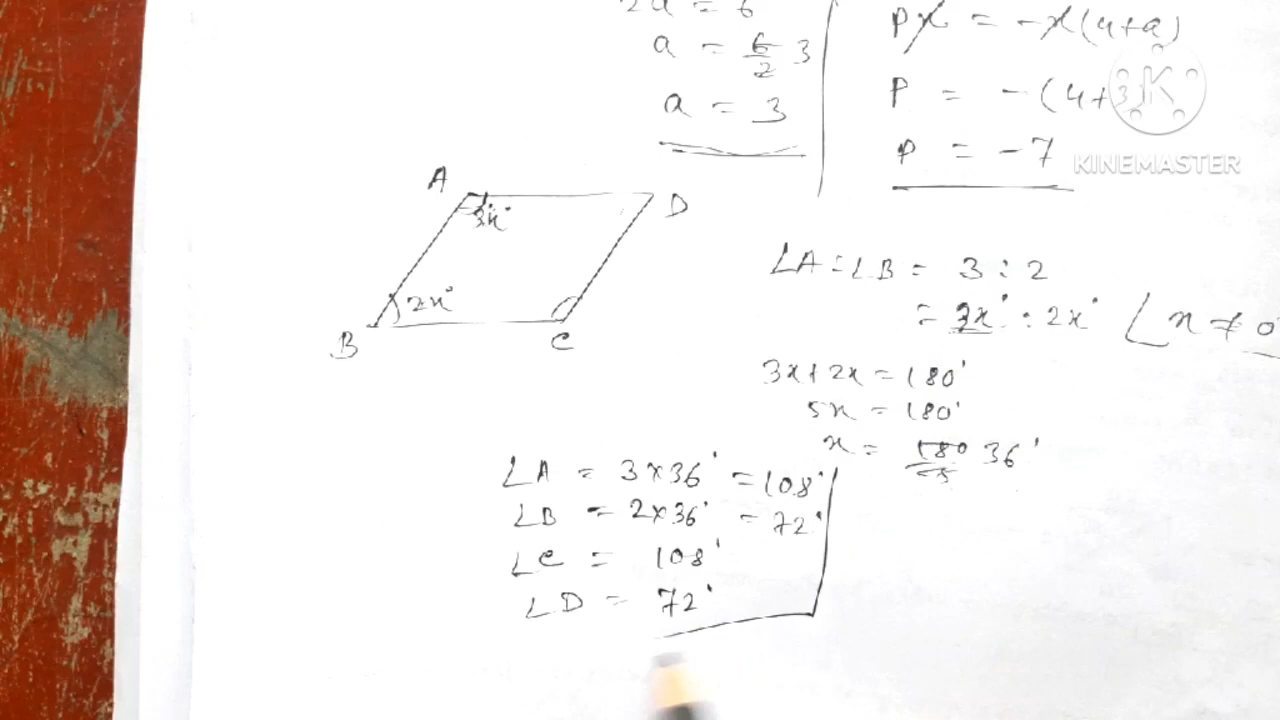 2a = 6
a = 6/2 3
a = 3
px = -x(4+a)
p = -(4+3)
p = -7
K
KINEMASTER
A
D
3x°
2x°
B
C
∠A : ∠B = 3 : 2
= 3x° : 2x° ∠ x ≠ 0
3x + 2x = 180°
5x = 180°
x = 180/5 36°
∠A = 3×36° = 108°
∠B = 2×36° = 72°
∠C = 108°
∠D = 72°